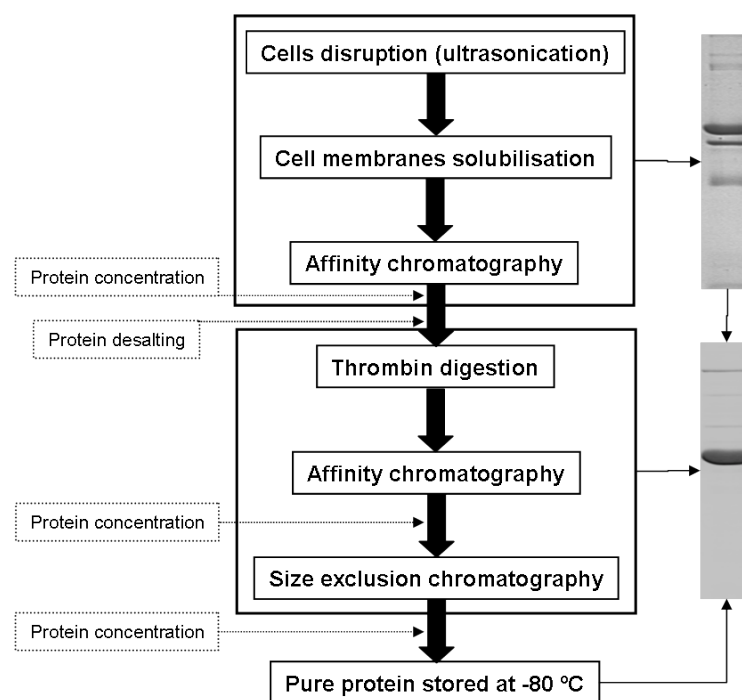 Cells disruption (ultrasonication)
Cell membranes solubilisation
Affinity chromatography
Protein concentration
Protein desalting
Thrombin digestion
Affinity chromatography
Protein concentration
Size exclusion chromatography
Protein concentration
Pure protein stored at -80 ºC